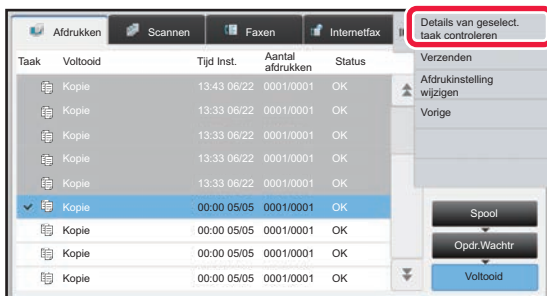 Afdrukken Scannen Faxen Internetfax
Details van geselect.
taak controleren
Verzenden
Afdrukinstelling
wijzigen
Vorige
Taak Voltooid Tijd Inst. Aantal
afdrukken Status
Kopie 13:43 06/22 0001/0001 OK
Kopie 13:33 06/22 0001/0001 OK
Kopie 13:33 06/22 0001/0001 OK
Kopie 13:33 06/22 0001/0001 OK
Kopie 13:33 06/22 0001/0001 OK
Kopie 00:00 05/05 0001/0001 OK
Kopie 00:00 05/05 0001/0001 OK
Kopie 00:00 05/05 0001/0001 OK
Kopie 00:00 05/05 0001/0001 OK
Spool
Opdr.Wachtr
Voltooid